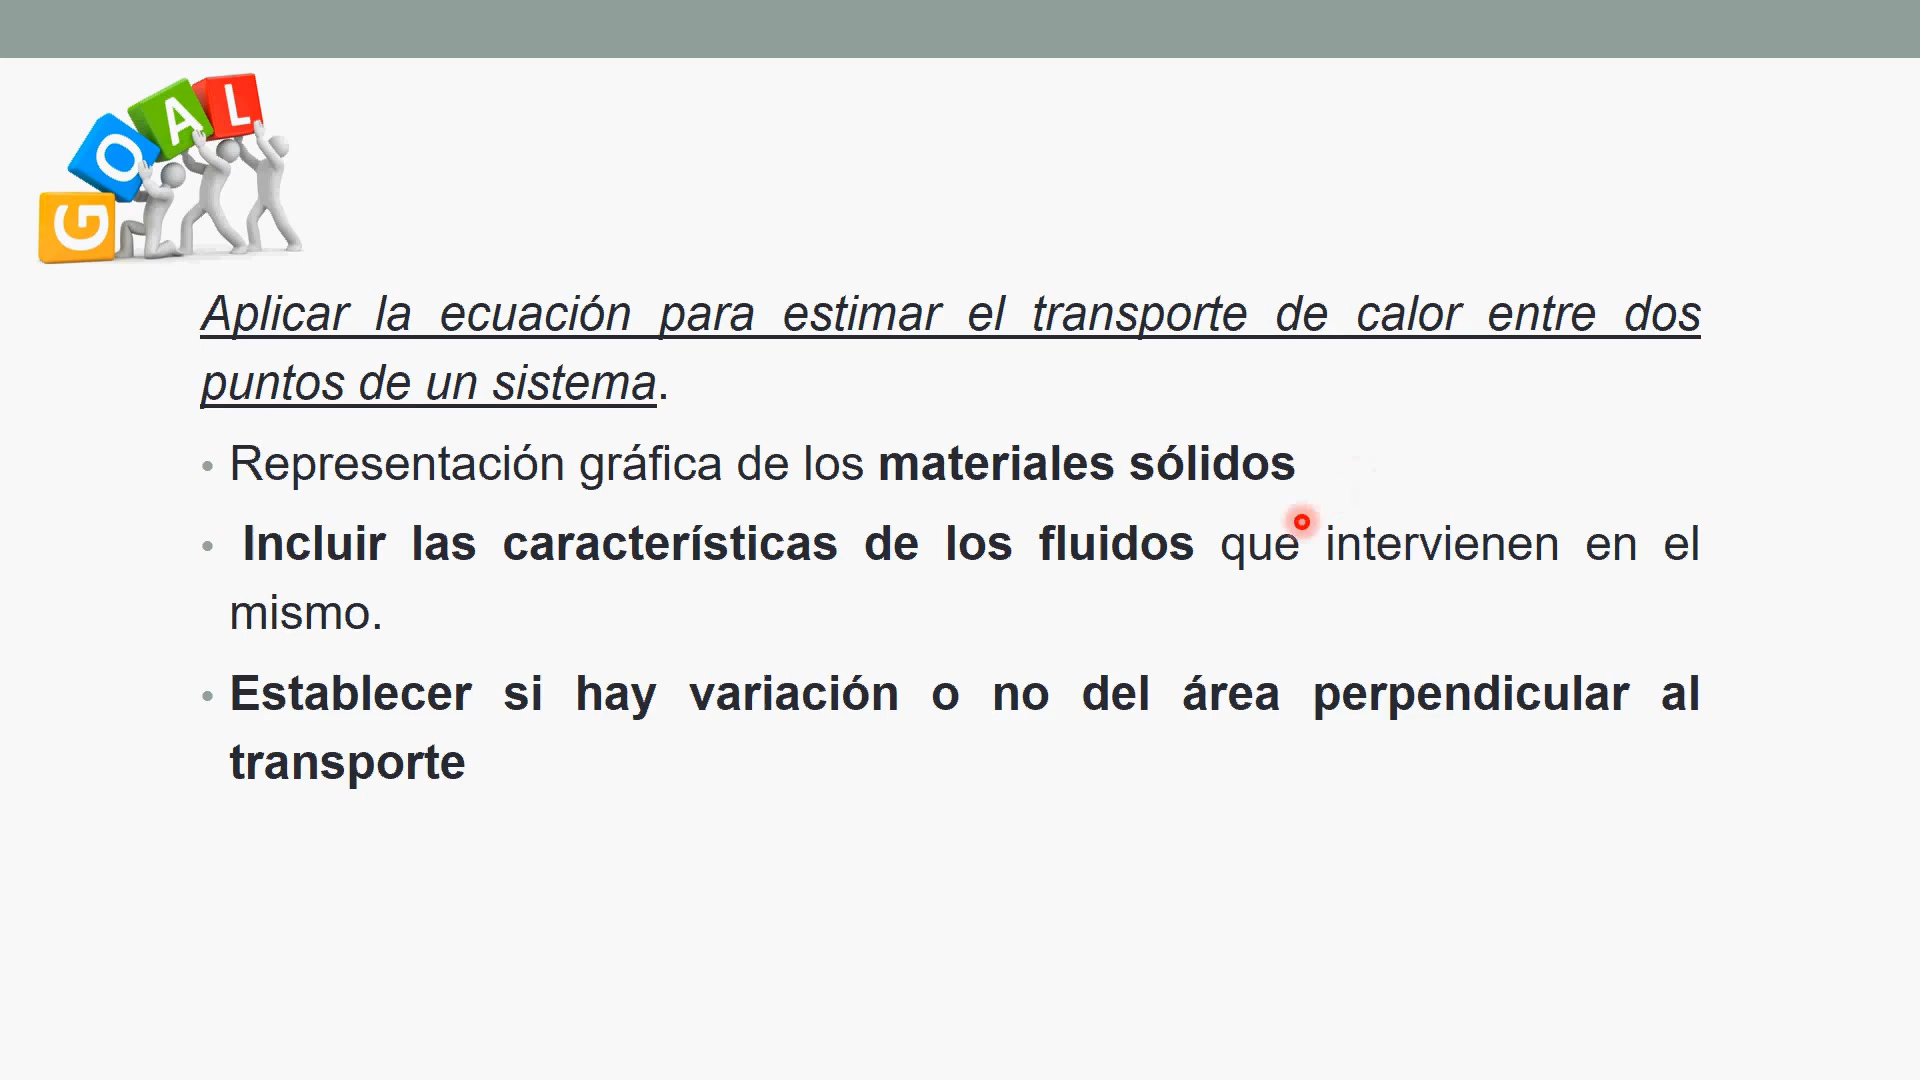 GOAL
Aplicar la ecuación para estimar el transporte de calor entre dos
puntos de un sistema.
• Representación gráfica de los materiales sólidos
• Incluir las características de los fluidos que intervienen en el
mismo.
• Establecer si hay variación o no del área perpendicular al
transporte